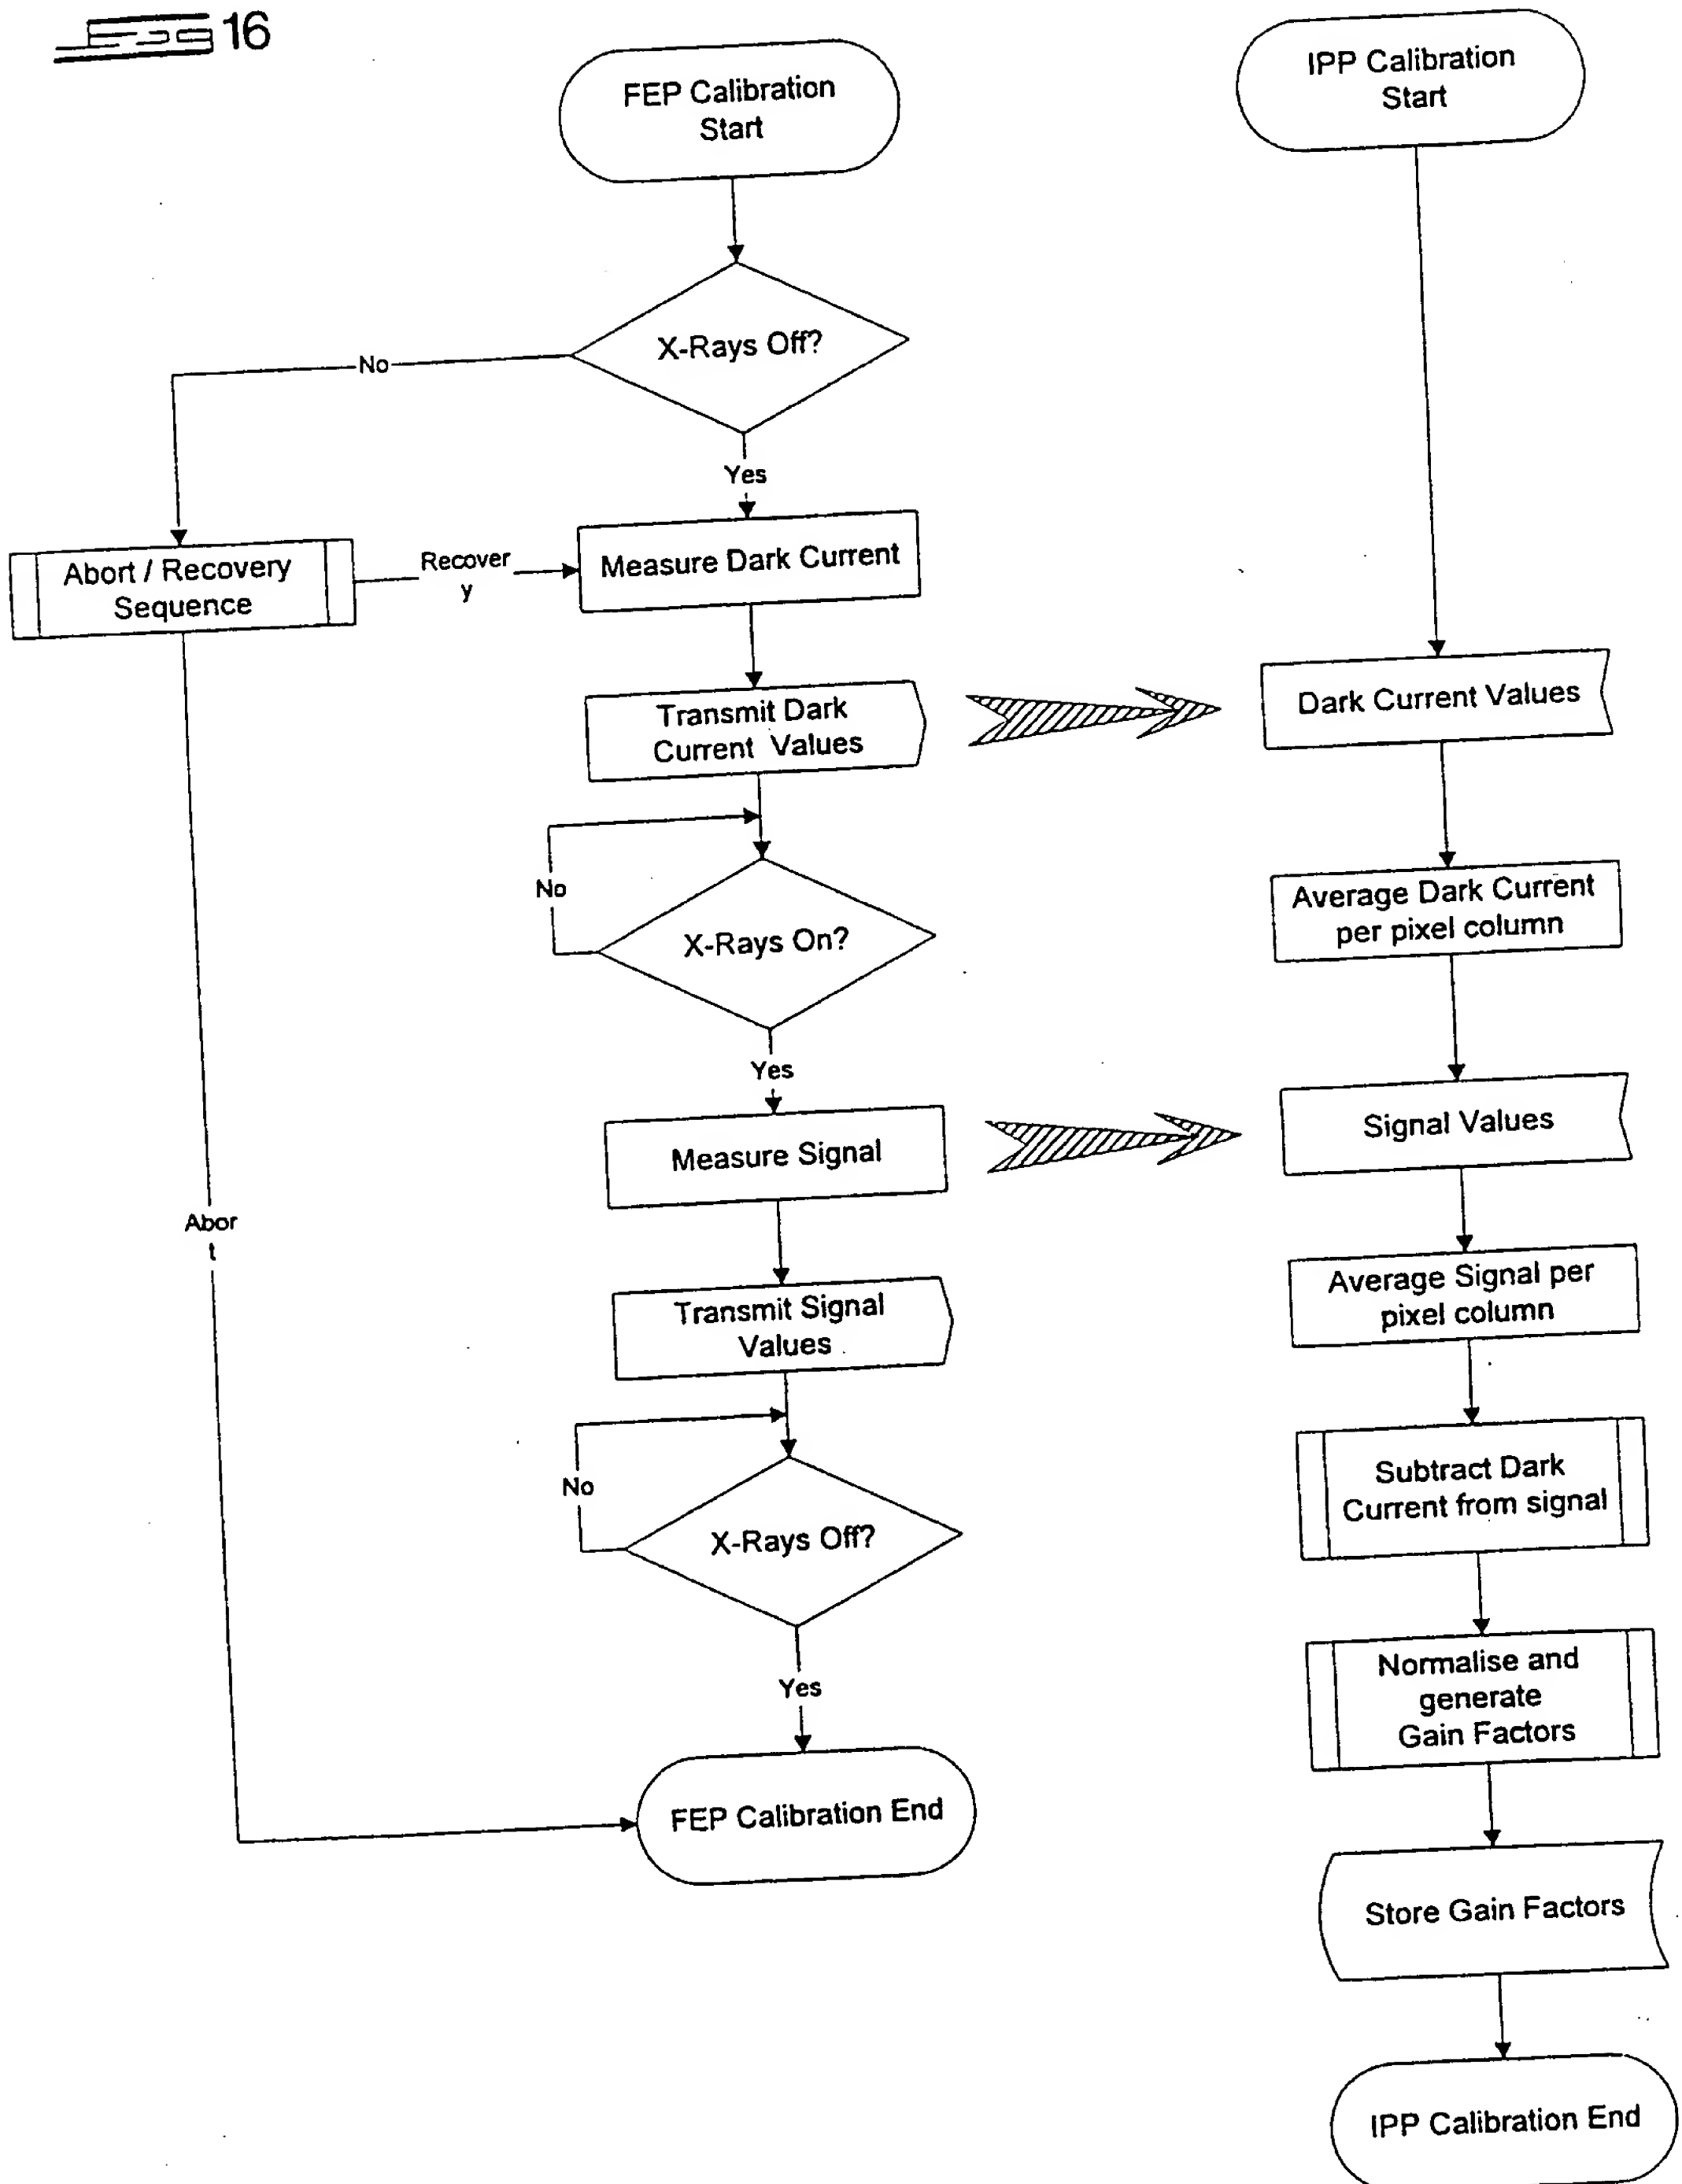 16
FEP Calibration
Start
X-Rays Off?
No
Yes
Abort / Recovery
Sequence
Recover
y
Measure Dark Current
Transmit Dark
Current Values
No
X-Rays On?
Yes
Measure Signal
Abor
t
Transmit Signal
Values
No
X-Rays Off?
Yes
FEP Calibration End
IPP Calibration
Start
Dark Current Values
Average Dark Current
per pixel column
Signal Values
Average Signal per
pixel column
Subtract Dark
Current from signal
Normalise and
generate
Gain Factors
Store Gain Factors
IPP Calibration End